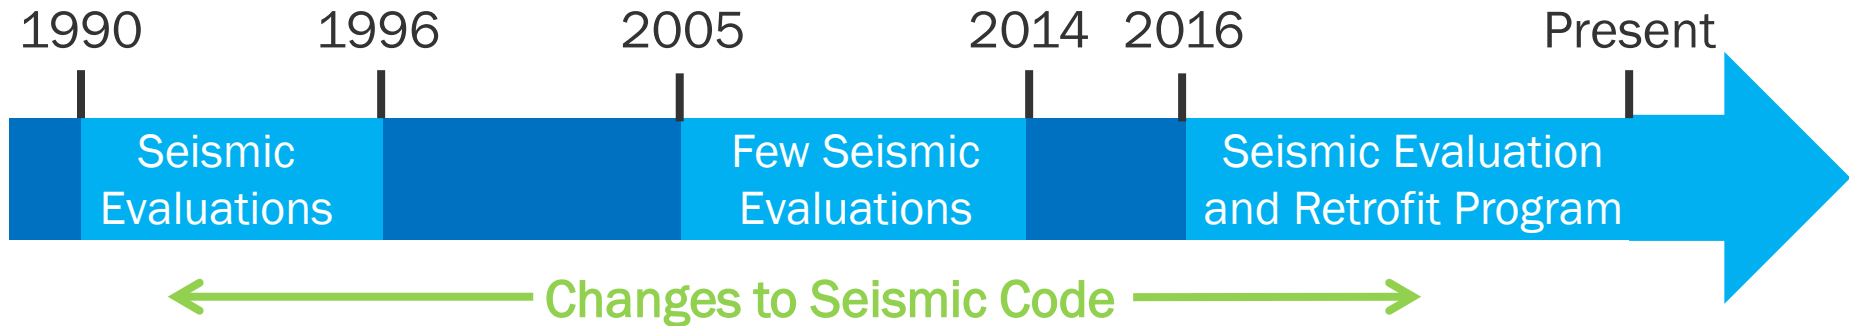 1990 1996 2005 2014 2016 Present
Seismic
Evaluations
Few Seismic
Evaluations
Seismic Evaluation
and Retrofit Program
Changes to Seismic Code